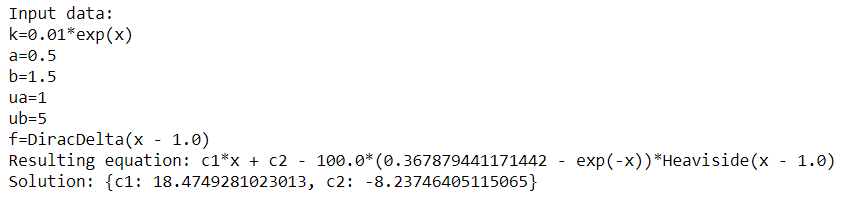 Input data:
k=0.01*exp(x)
a=0.5
b=1.5
ua=1
ub=5
f=DiracDelta(x - 1.0)
Resulting equation: c1*x + c2 - 100.0*(0.367879441171442 - exp(-x))*Heaviside(x - 1.0)
Solution: {c1: 18.4749281023013, c2: -8.23746405115065}